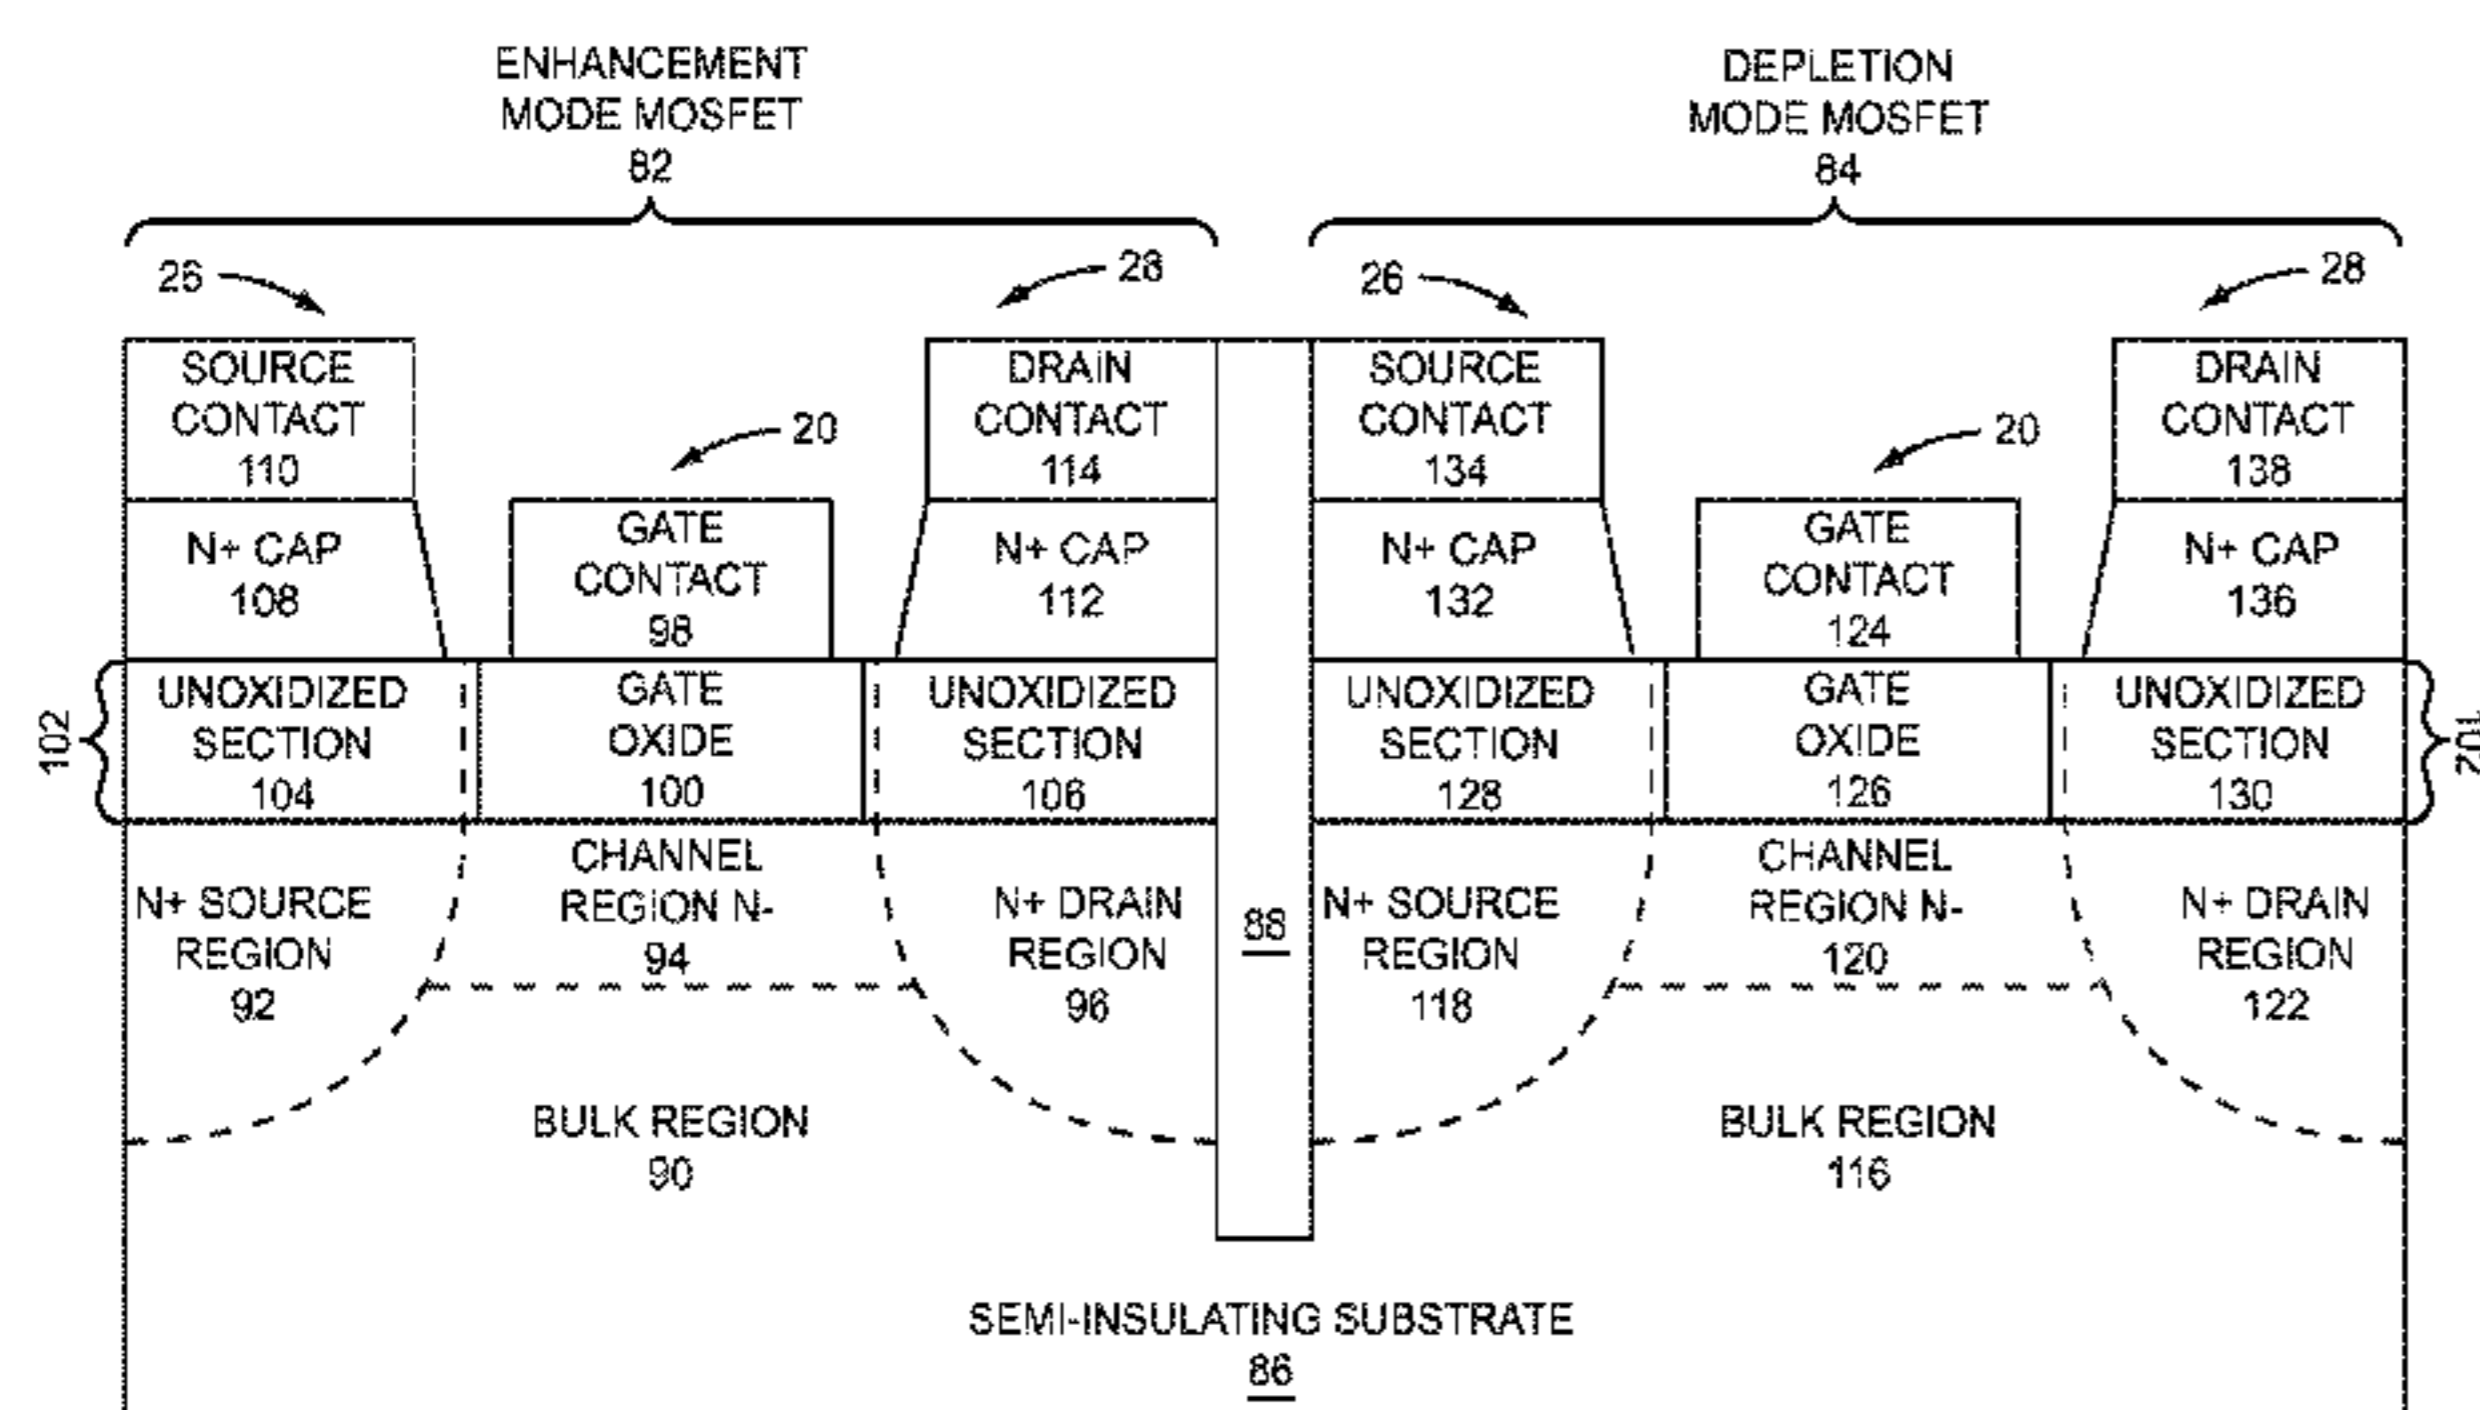 ENHANCEMENT
MODE MOSFET
82
DEPLETION
MODE MOSFET
84
26
28
26
28
SOURCE
CONTACT
110
DRAIN
CONTACT
114
SOURCE
CONTACT
134
DRAIN
CONTACT
138
20
20
N+ CAP
108
GATE
CONTACT
98
N+ CAP
112
N+ CAP
132
GATE
CONTACT
124
N+ CAP
136
102
UNOXIDIZED
SECTION
104
GATE
OXIDE
100
UNOXIDIZED
SECTION
106
UNOXIDIZED
SECTION
128
GATE
OXIDE
126
UNOXIDIZED
SECTION
130
102
N+ SOURCE
REGION
92
CHANNEL
REGION N-
94
N+ DRAIN
REGION
96
88
N+ SOURCE
REGION
118
CHANNEL
REGION N-
120
N+ DRAIN
REGION
122
BULK REGION
90
BULK REGION
116
SEMI-INSULATING SUBSTRATE
86